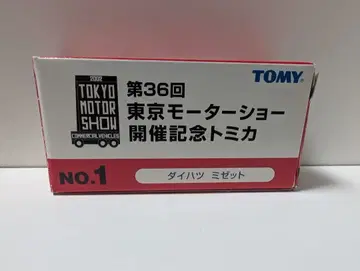 2002
TOKYO
MOTOR
SHOW
COMMERCIAL VEHICLES
第36回
東京モーターショー
開催記念トミカ
TOMY
NO.1
ダイハツ ミゼット